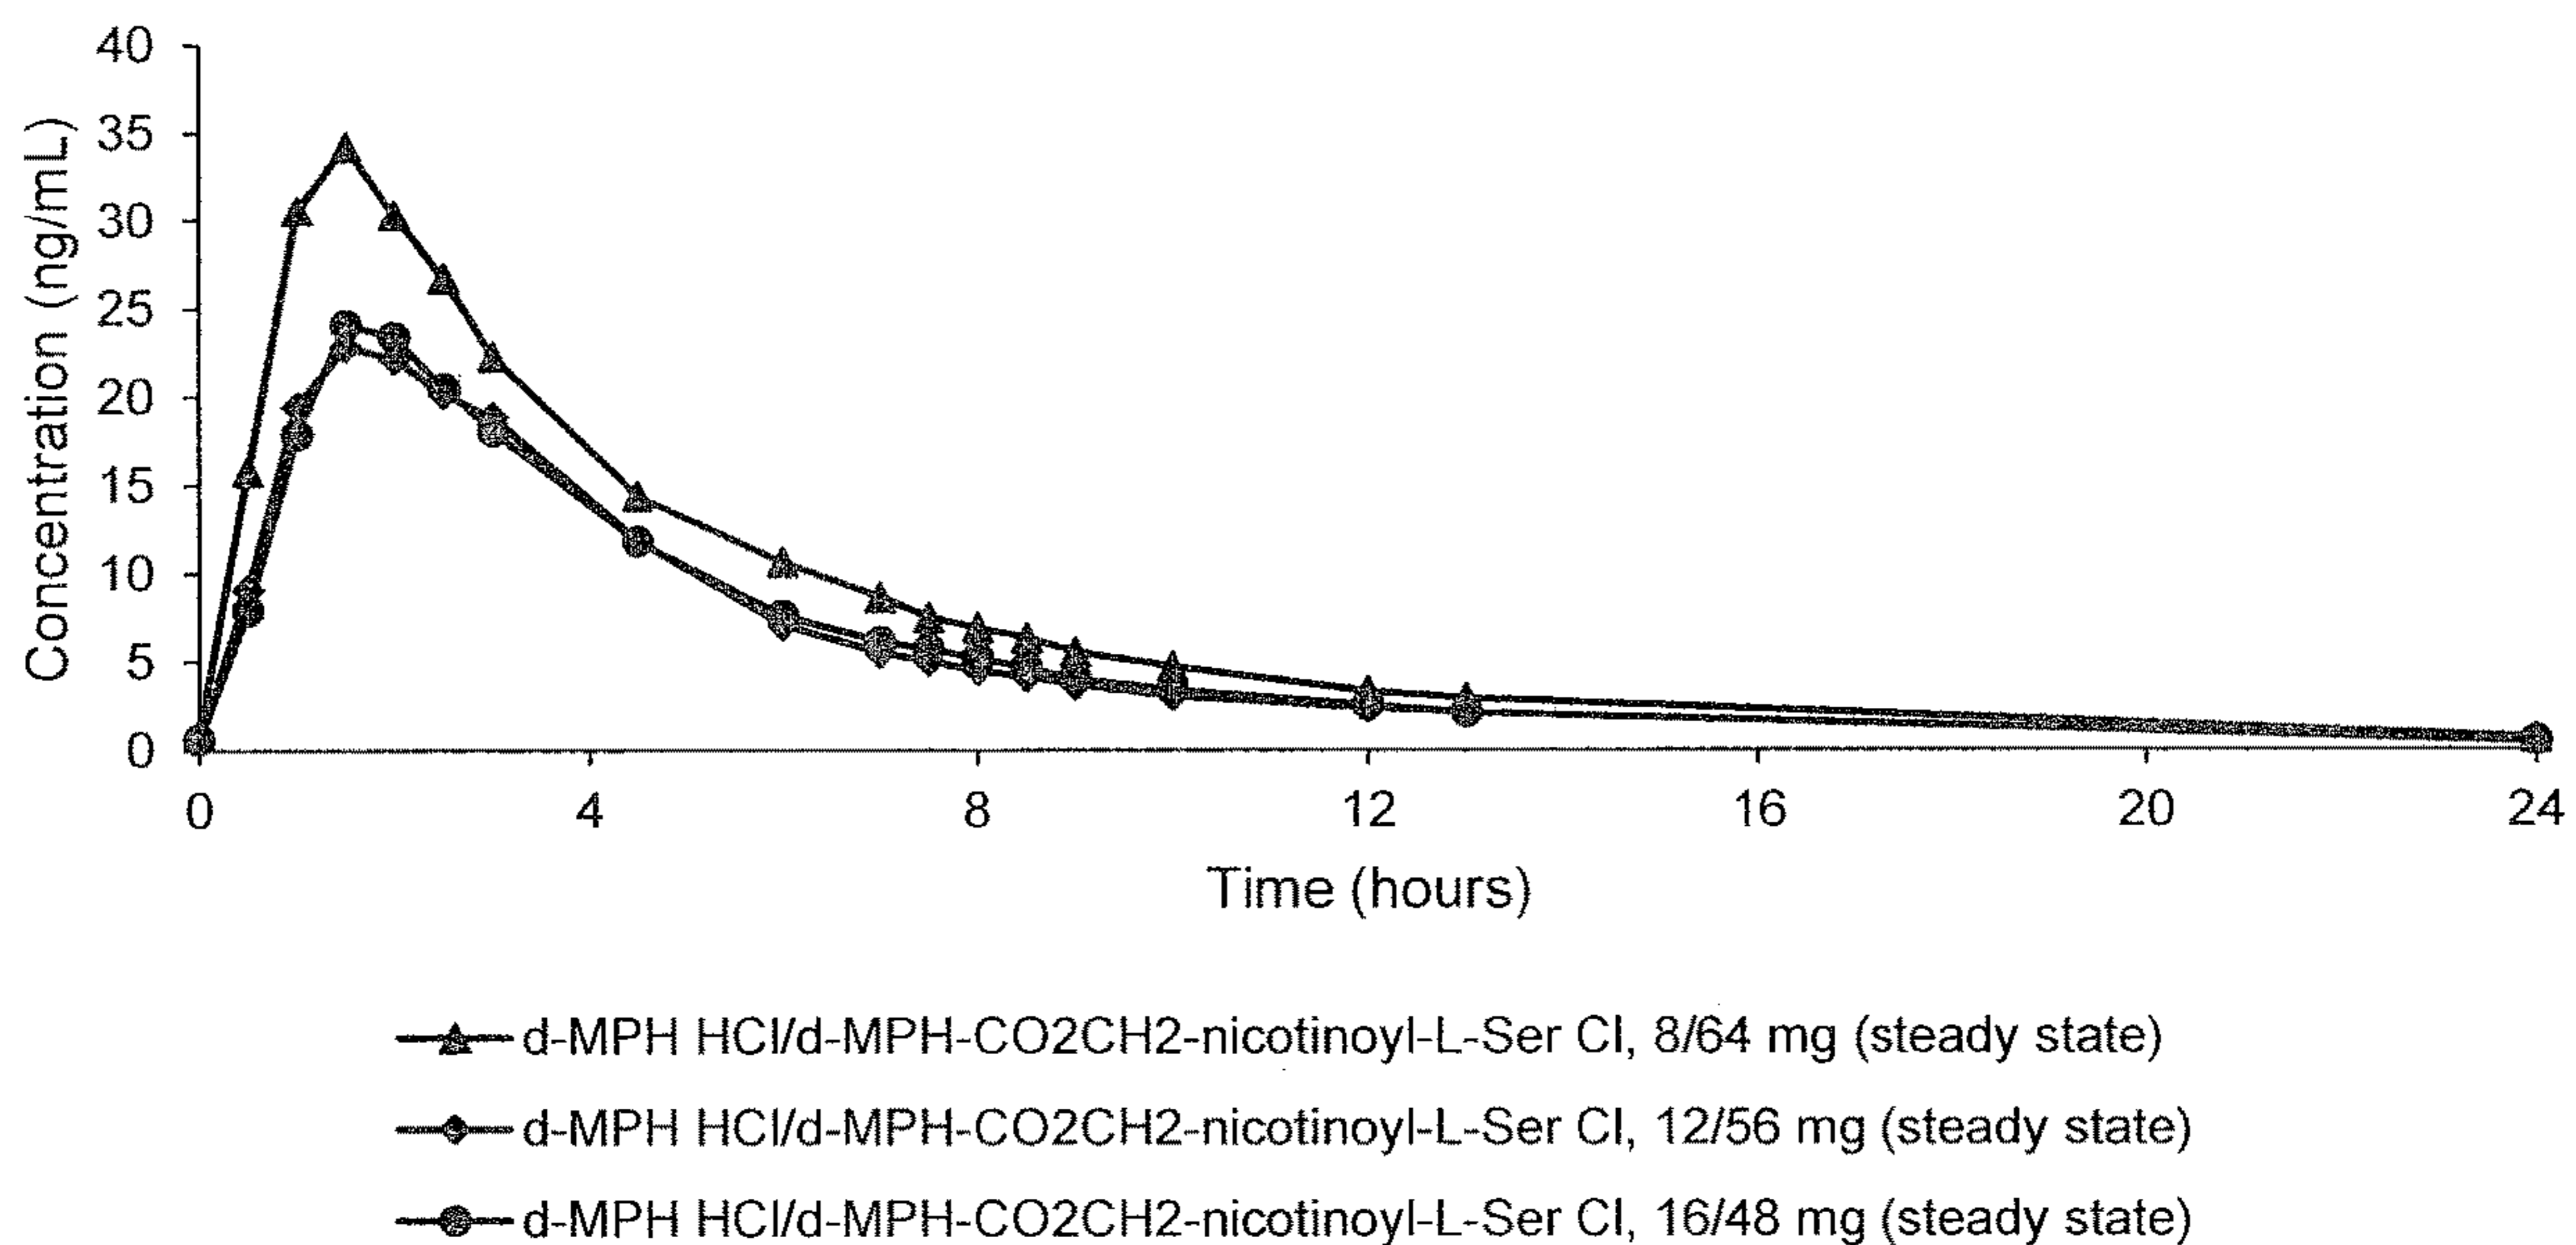 Concentration (ng/mL)
40
35
30
25
20
15
10
5
0
0 4 8 12 16 20 24
Time (hours)
d-MPH HCl/d-MPH-CO2CH2-nicotinoyl-L-Ser Cl, 8/64 mg (steady state)
d-MPH HCl/d-MPH-CO2CH2-nicotinoyl-L-Ser Cl, 12/56 mg (steady state)
d-MPH HCl/d-MPH-CO2CH2-nicotinoyl-L-Ser Cl, 16/48 mg (steady state)